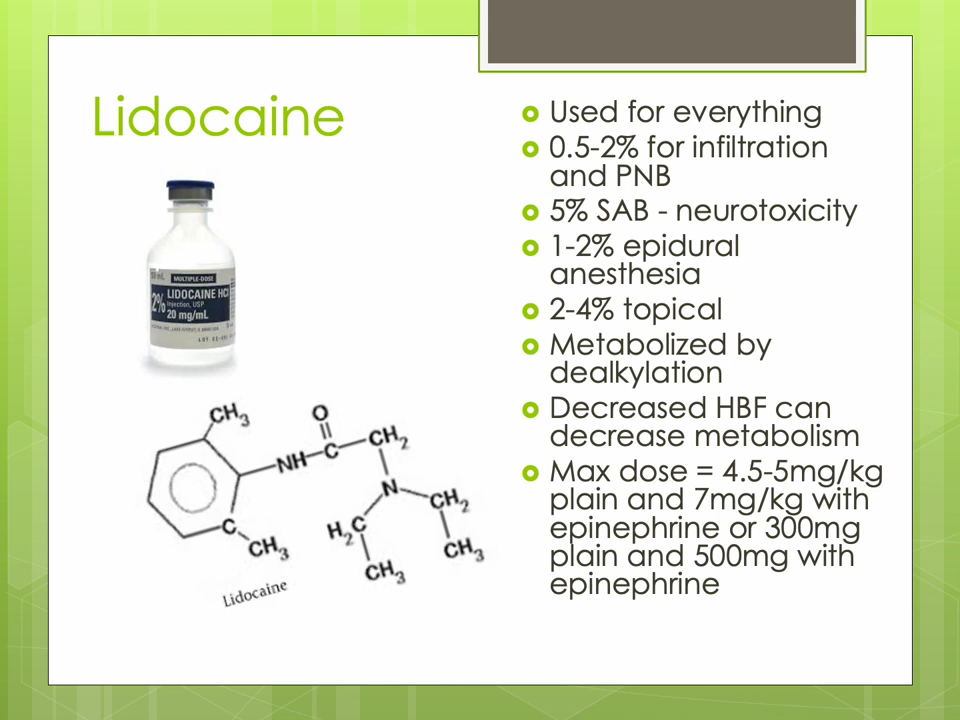 Lidocaine
Used for everything
0.5-2% for infiltration
and PNB
5% SAB - neurotoxicity
1-2% epidural
anesthesia
2-4% topical
Metabolized by
dealkylation
Decreased HBF can
decrease metabolism
Max dose = 4.5-5mg/kg
plain and 7mg/kg with
epinephrine or 300mg
plain and 500mg with
epinephrine
MULTIPLE-DOSE
2%
LIDOCAINE HCl
Injection, USP
20 mg/mL
CH3
O
NH
C
CH2
N
C
CH3
H2C
CH2
CH3
CH3
Lidocaine